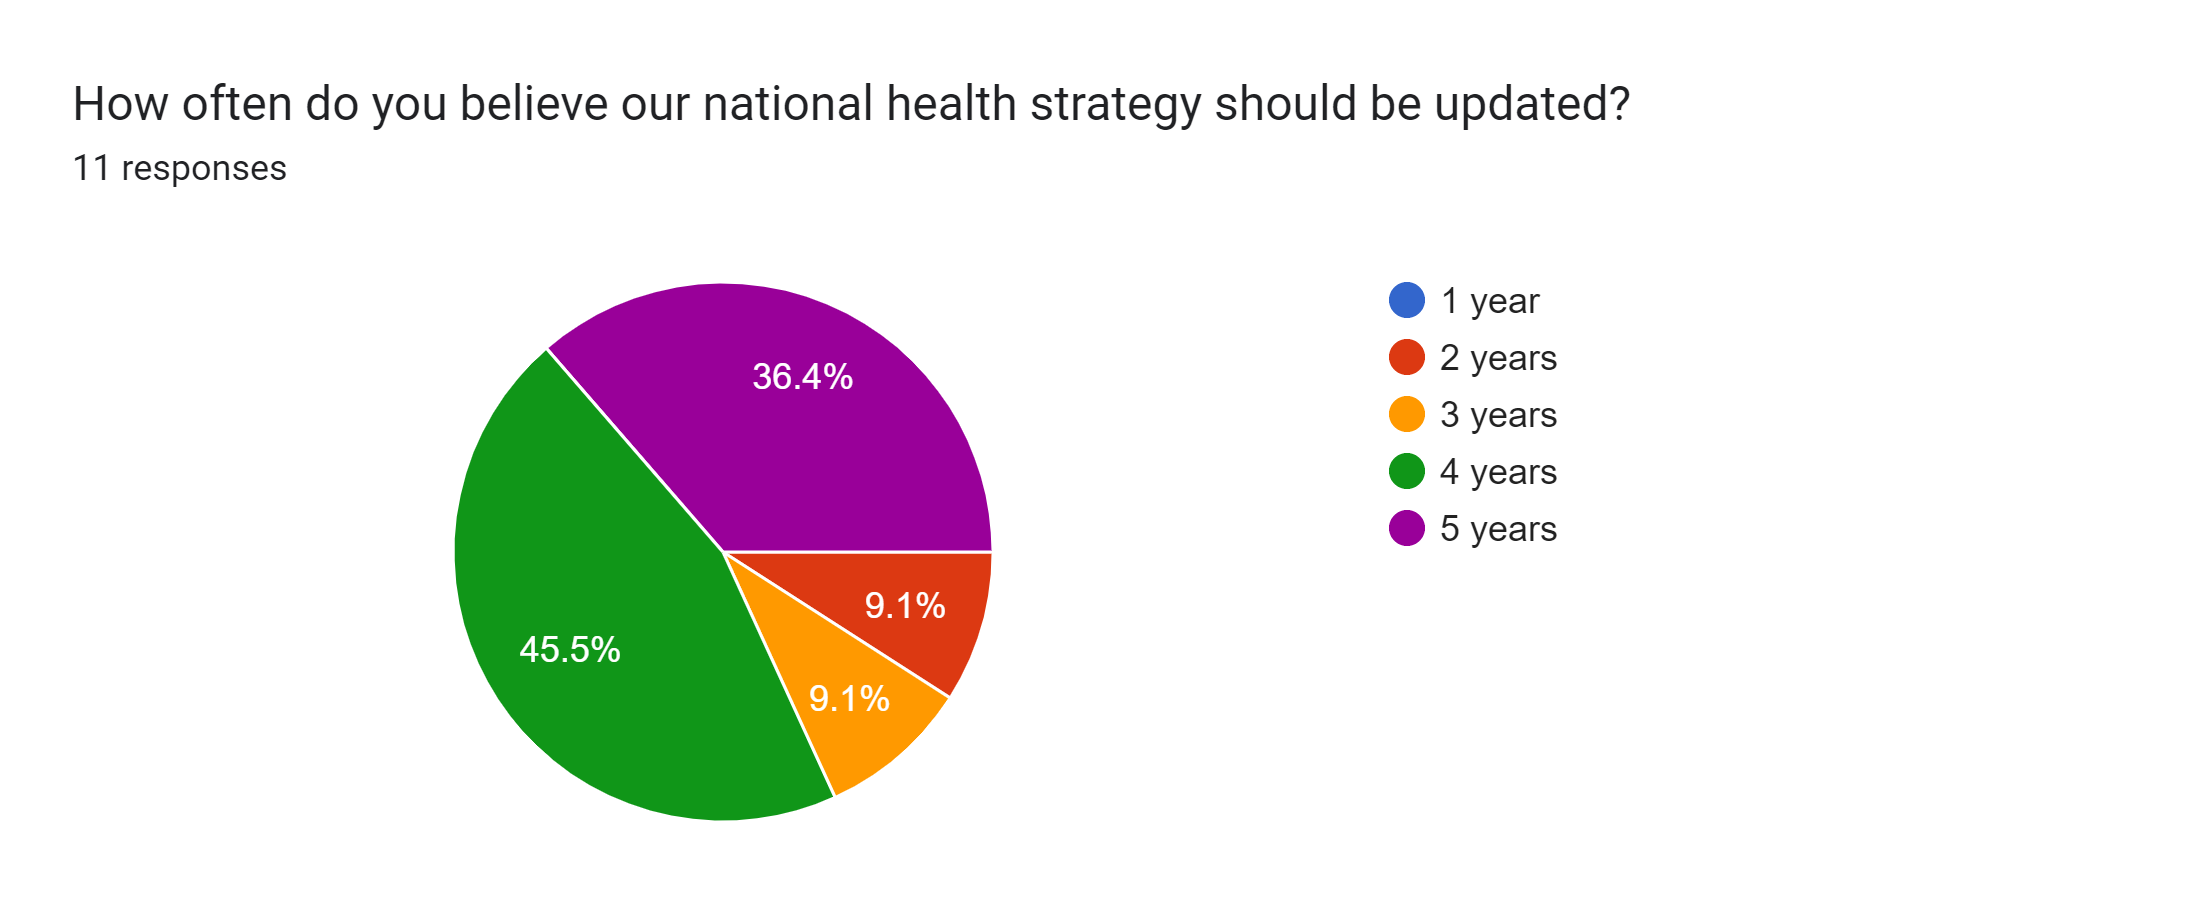 How often do you believe our national health strategy should be updated?
11 responses
36.4%
9.1%
45.5%
9.1%
1 year
2 years
3 years
4 years
5 years